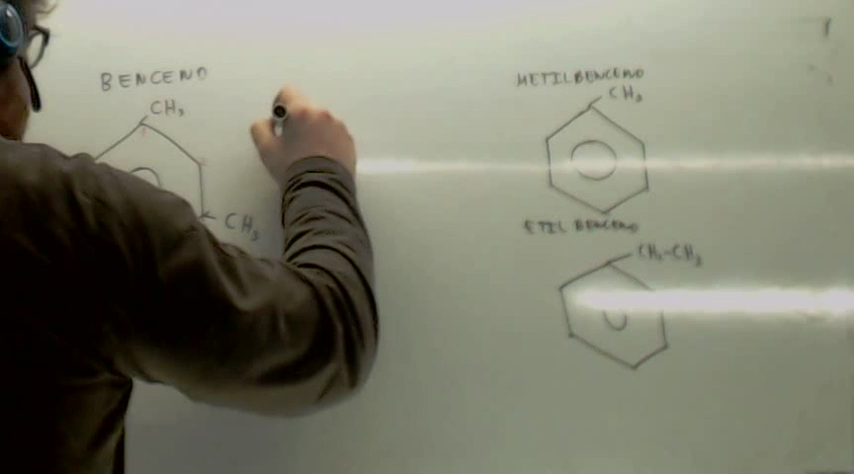 BENCENO
CH3
CH3
METILBENCENO
CH3
ETIL BENCENO
CH2-CH3